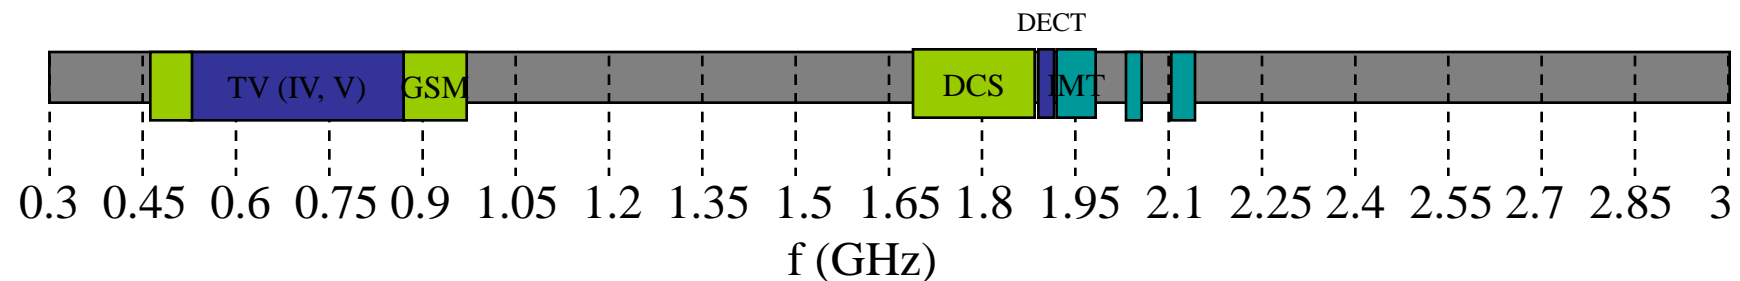 DECT
TV (IV, V) GSM DCS IMT
0.3 0.45 0.6 0.75 0.9 1.05 1.2 1.35 1.5 1.65 1.8 1.95 2.1 2.25 2.4 2.55 2.7 2.85 3
f (GHz)